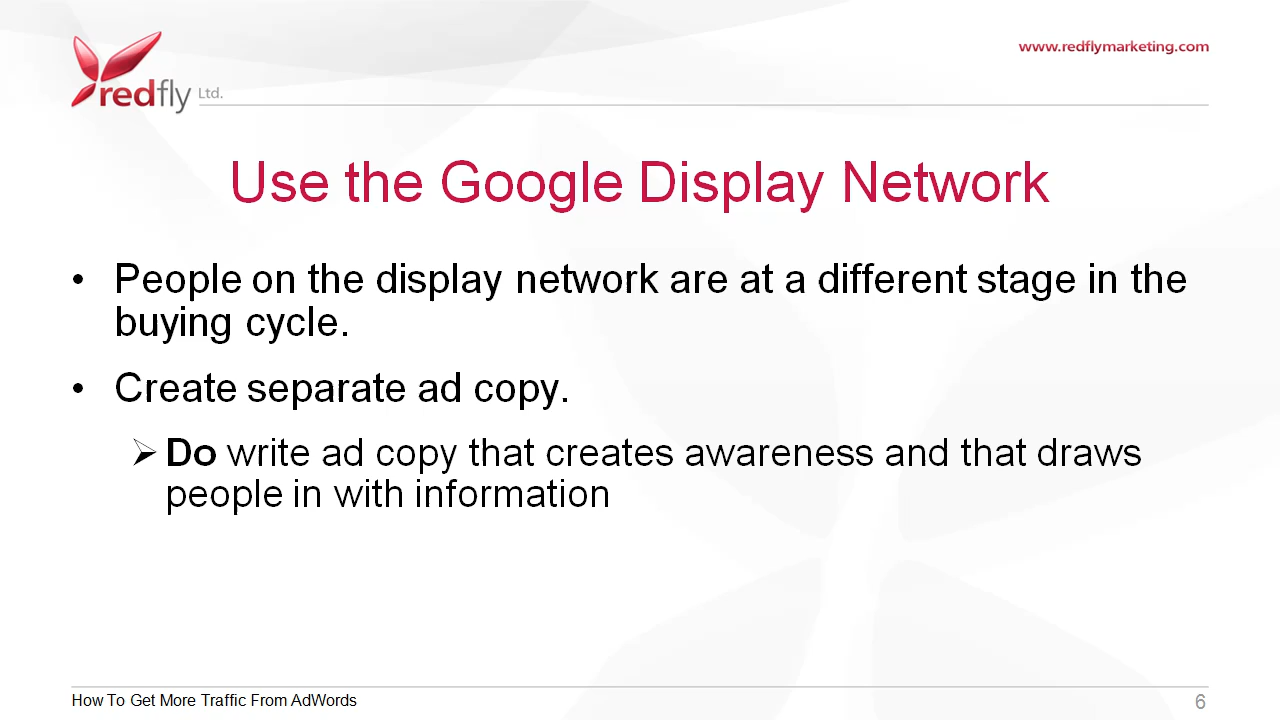 redfly Ltd.
www.redflymarketing.com
Use the Google Display Network
• People on the display network are at a different stage in the
buying cycle.
• Create separate ad copy.
➢ Do write ad copy that creates awareness and that draws
people in with information
How To Get More Traffic From AdWords
6